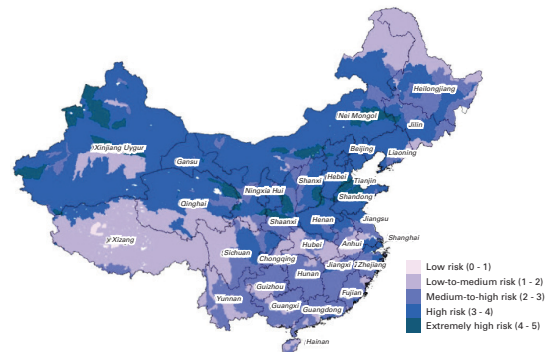 Heilongjiang
Nei Mongol
Jilin
Xinjiang Uygur
Beijing
Liaoning
Gansu
Shanxi
Hebei
Tianjin
Ningxia Hui
Shandong
Qinghai
Shaanxi
Henan
Jiangsu
Xizang
Sichuan
Hubei
Anhui
Shanghai
Chongqing
Jiangxi
Zhejiang
Hunan
Guizhou
Fujian
Yunnan
Guangxi
Guangdong
Hainan
Low risk (0 - 1)
Low-to-medium risk (1 - 2)
Medium-to-high risk (2 - 3)
High risk (3 - 4)
Extremely high risk (4 - 5)